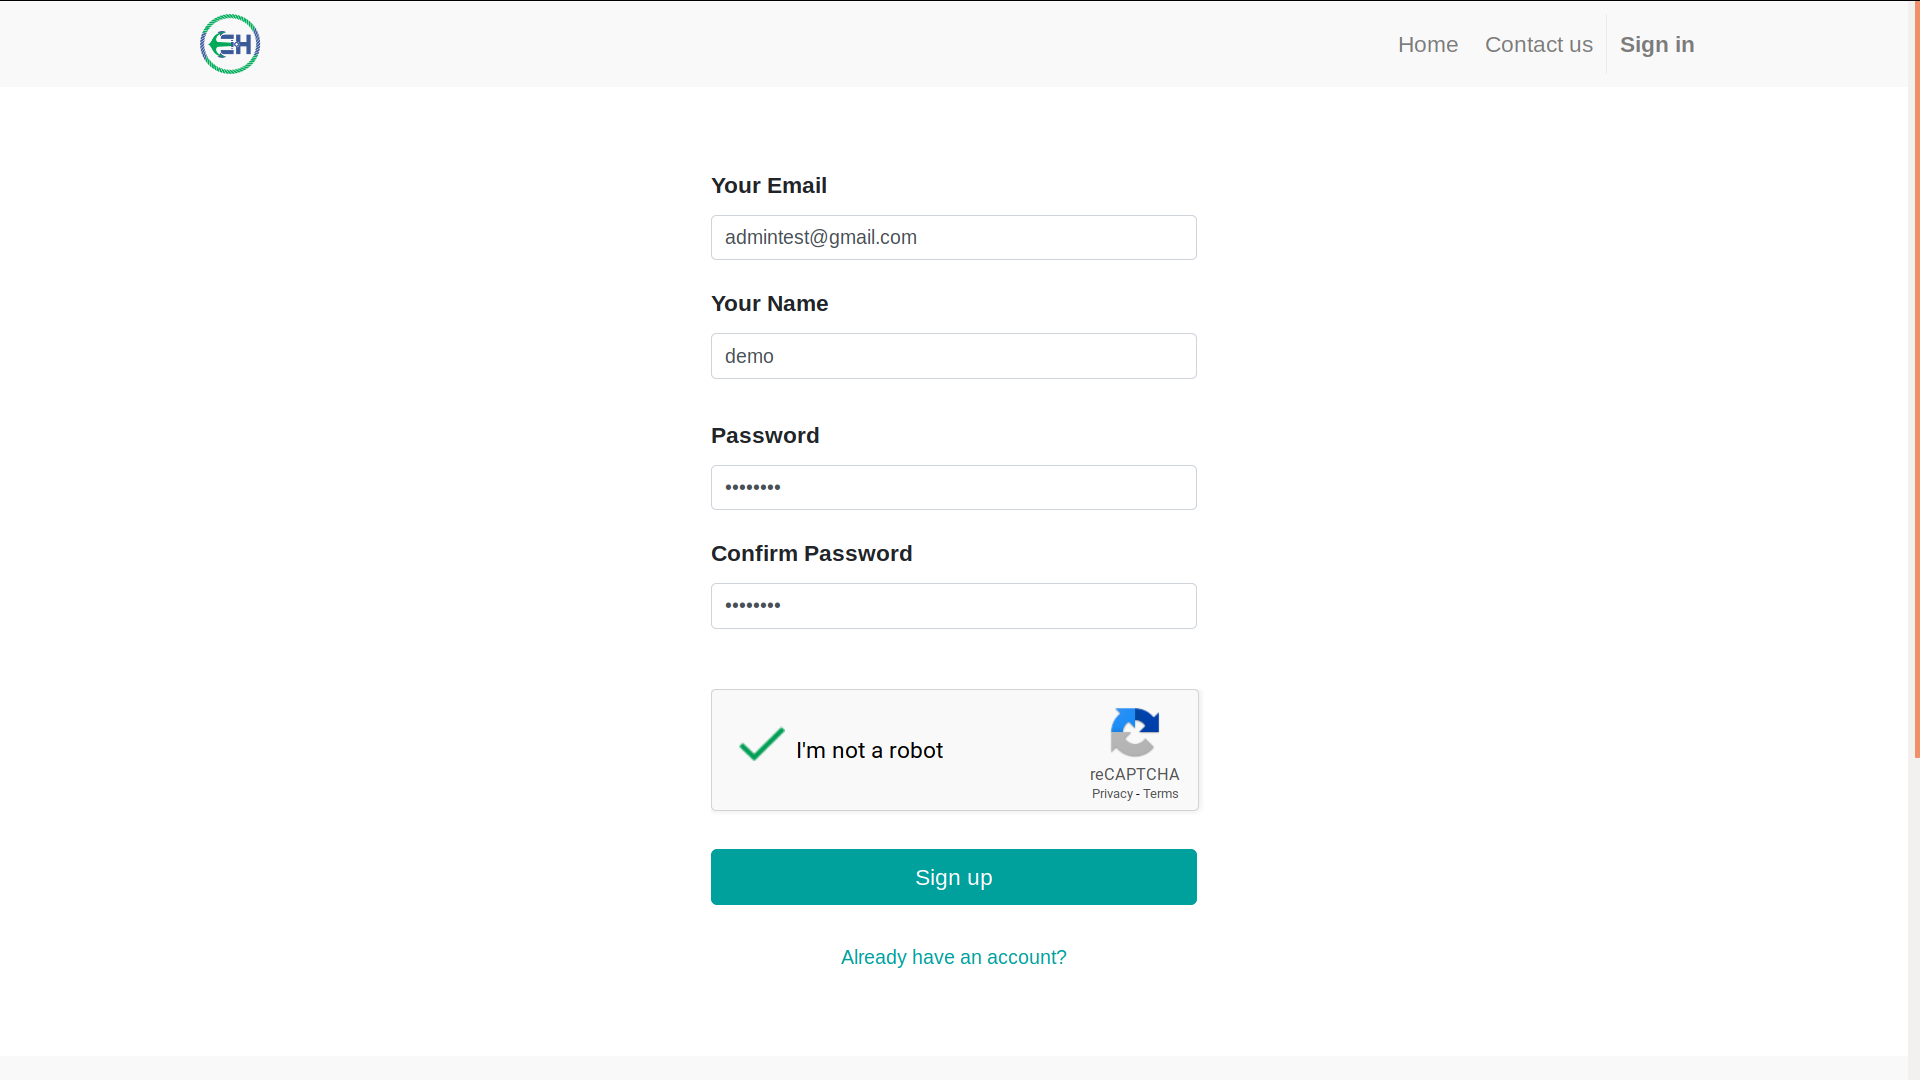 EH
Home
Contact us
Sign in
Your Email
admintest@gmail.com
Your Name
demo
Password
••••••••
Confirm Password
••••••••
I'm not a robot
reCAPTCHA
Privacy - Terms
Sign up
Already have an account?